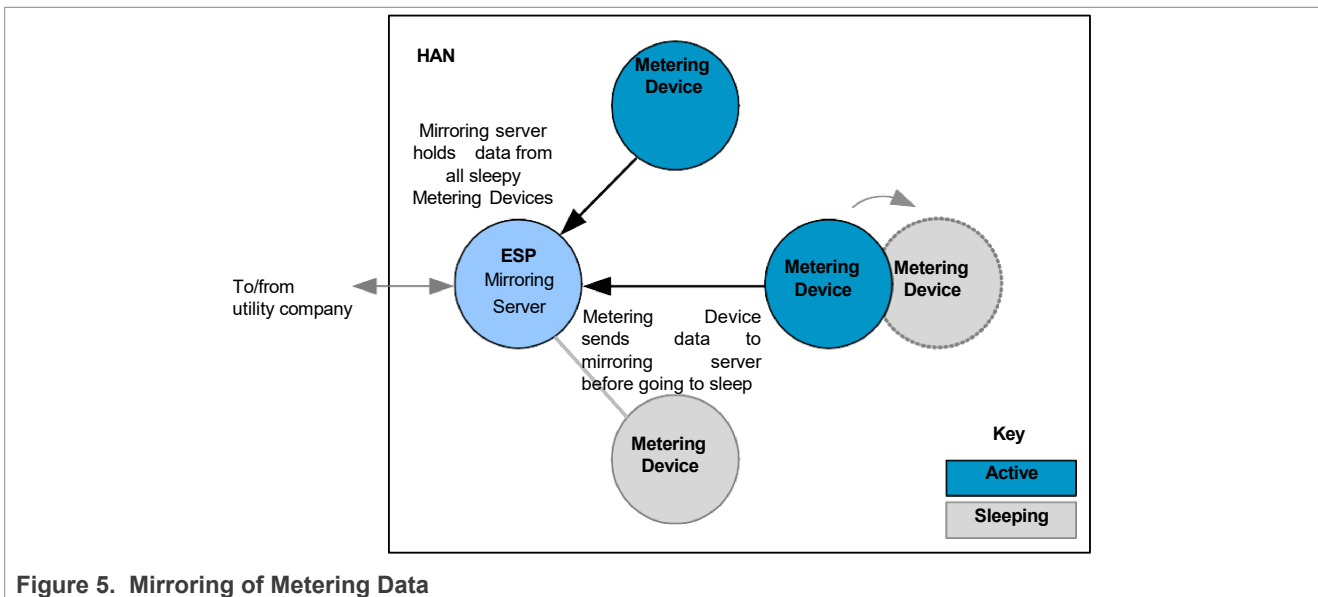 HAN
Metering
Device
Mirroring server
holds data from
all sleepy
Metering Devices
ESP
Mirroring
Server
To/from
utility company
Metering
Device
Metering
Device
Metering Device
sends data to
mirroring server
before going to sleep
Metering
Device
Key
Active
Sleeping
Figure 5. Mirroring of Metering Data